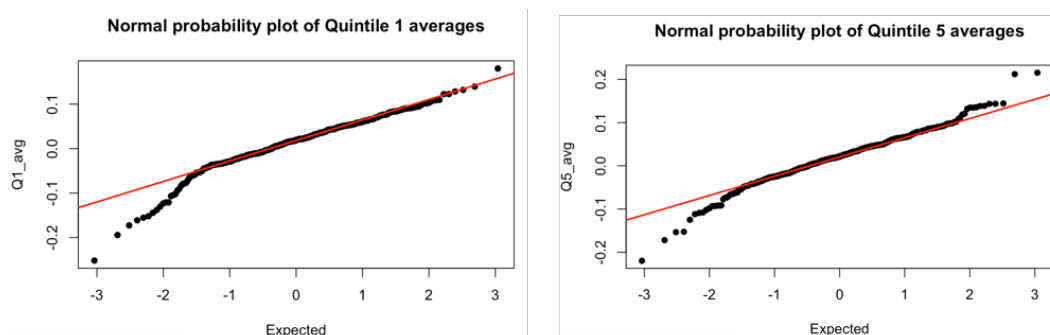 Normal probability plot of Quintile 1 averages
Q1_avg
0.1
0.0
-0.1
-0.2
-3 -2 -1 0 1 2 3
Expected
Normal probability plot of Quintile 5 averages
Q5_avg
0.2
0.1
0.0
-0.1
-0.2
-3 -2 -1 0 1 2 3
Expected